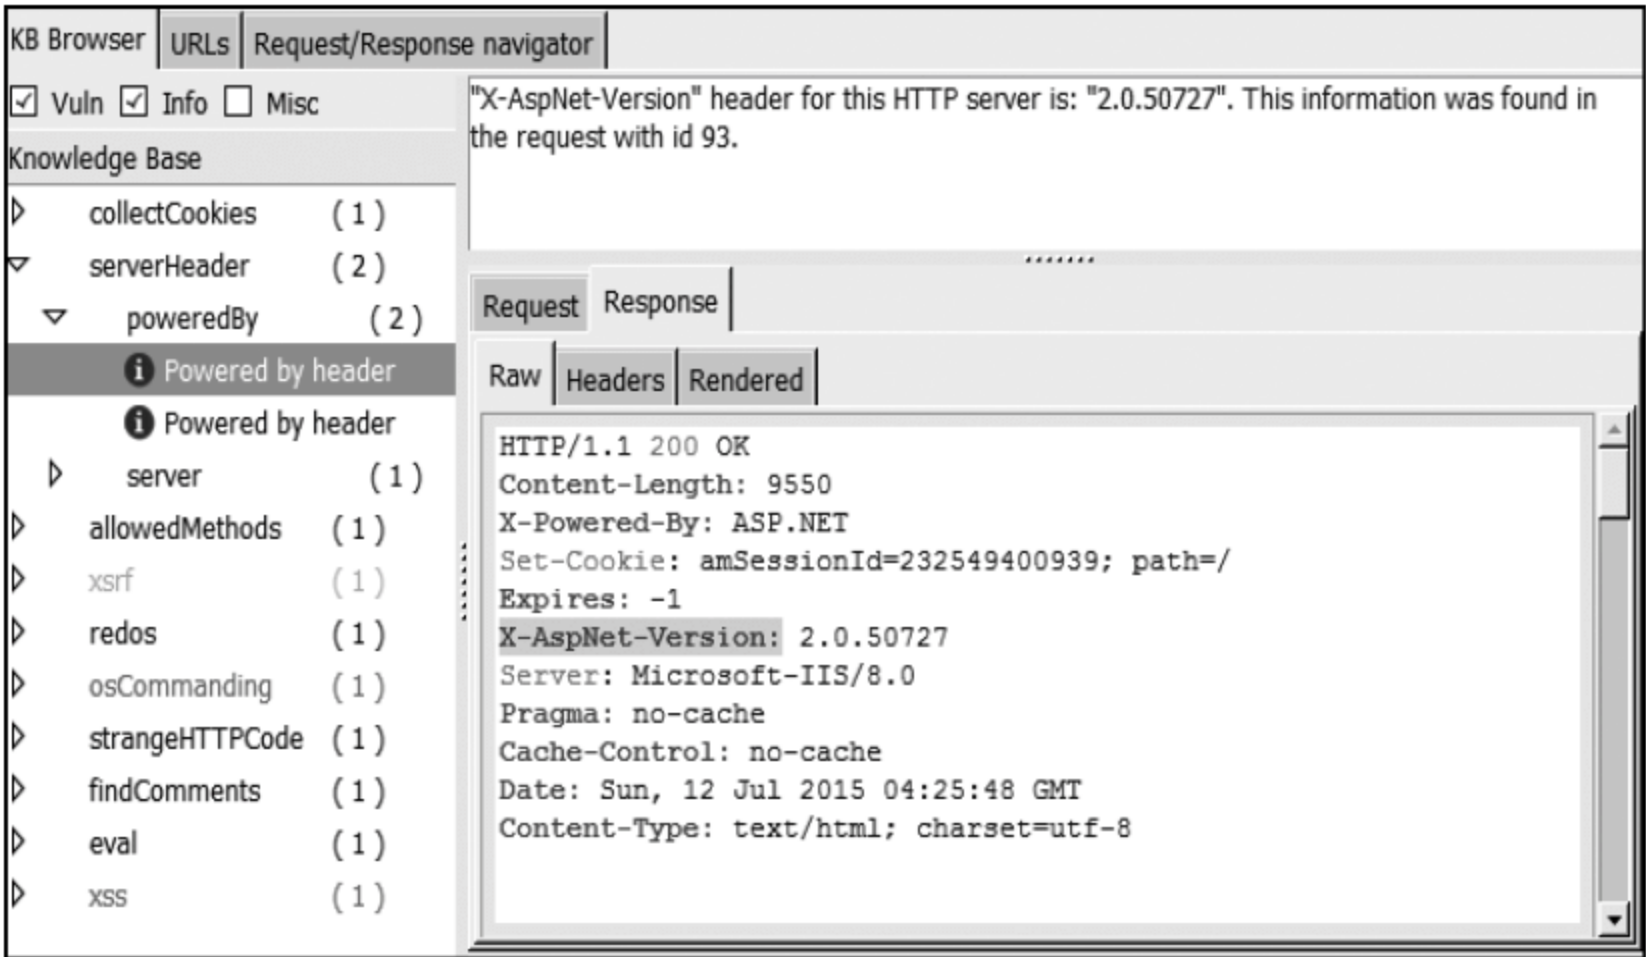 KB Browser URLs Request/Response navigator
Vuln Info Misc
Knowledge Base
collectCookies (1)
serverHeader (2)
poweredBy (2)
Powered by header
Powered by header
server (1)
allowedMethods (1)
xsrf (1)
redos (1)
osCommanding (1)
strangeHTTPCode (1)
findComments (1)
eval (1)
xss (1)
"X-AspNet-Version" header for this HTTP server is: "2.0.50727". This information was found in
the request with id 93.
Request Response
Raw Headers Rendered
HTTP/1.1 200 OK
Content-Length: 9550
X-Powered-By: ASP.NET
Set-Cookie: amSessionId=232549400939; path=/
Expires: -1
X-AspNet-Version: 2.0.50727
Server: Microsoft-IIS/8.0
Pragma: no-cache
Cache-Control: no-cache
Date: Sun, 12 Jul 2015 04:25:48 GMT
Content-Type: text/html; charset=utf-8